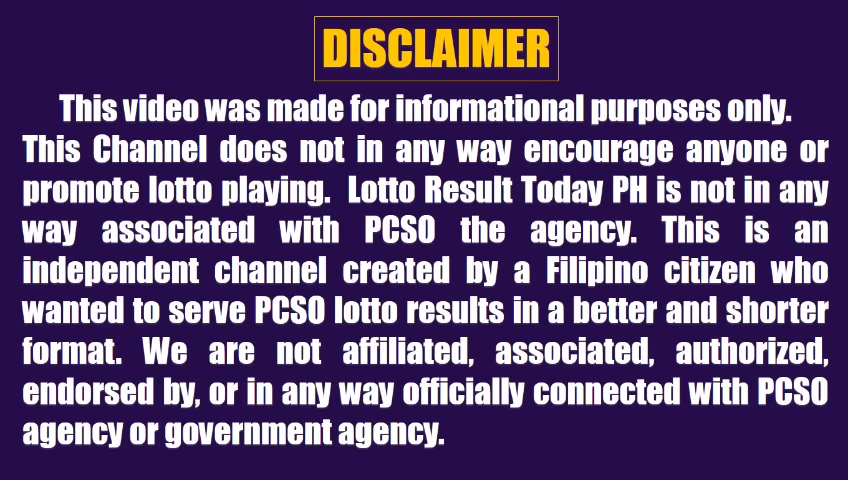 DISCLAIMER
This video was made for informational purposes only.
This Channel does not in any way encourage anyone or
promote lotto playing. Lotto Result Today PH is not in any
way associated with PCSO the agency. This is an
independent channel created by a Filipino citizen who
wanted to serve PCSO lotto results in a better and shorter
format. We are not affiliated, associated, authorized,
endorsed by, or in any way officially connected with PCSO
agency or government agency.